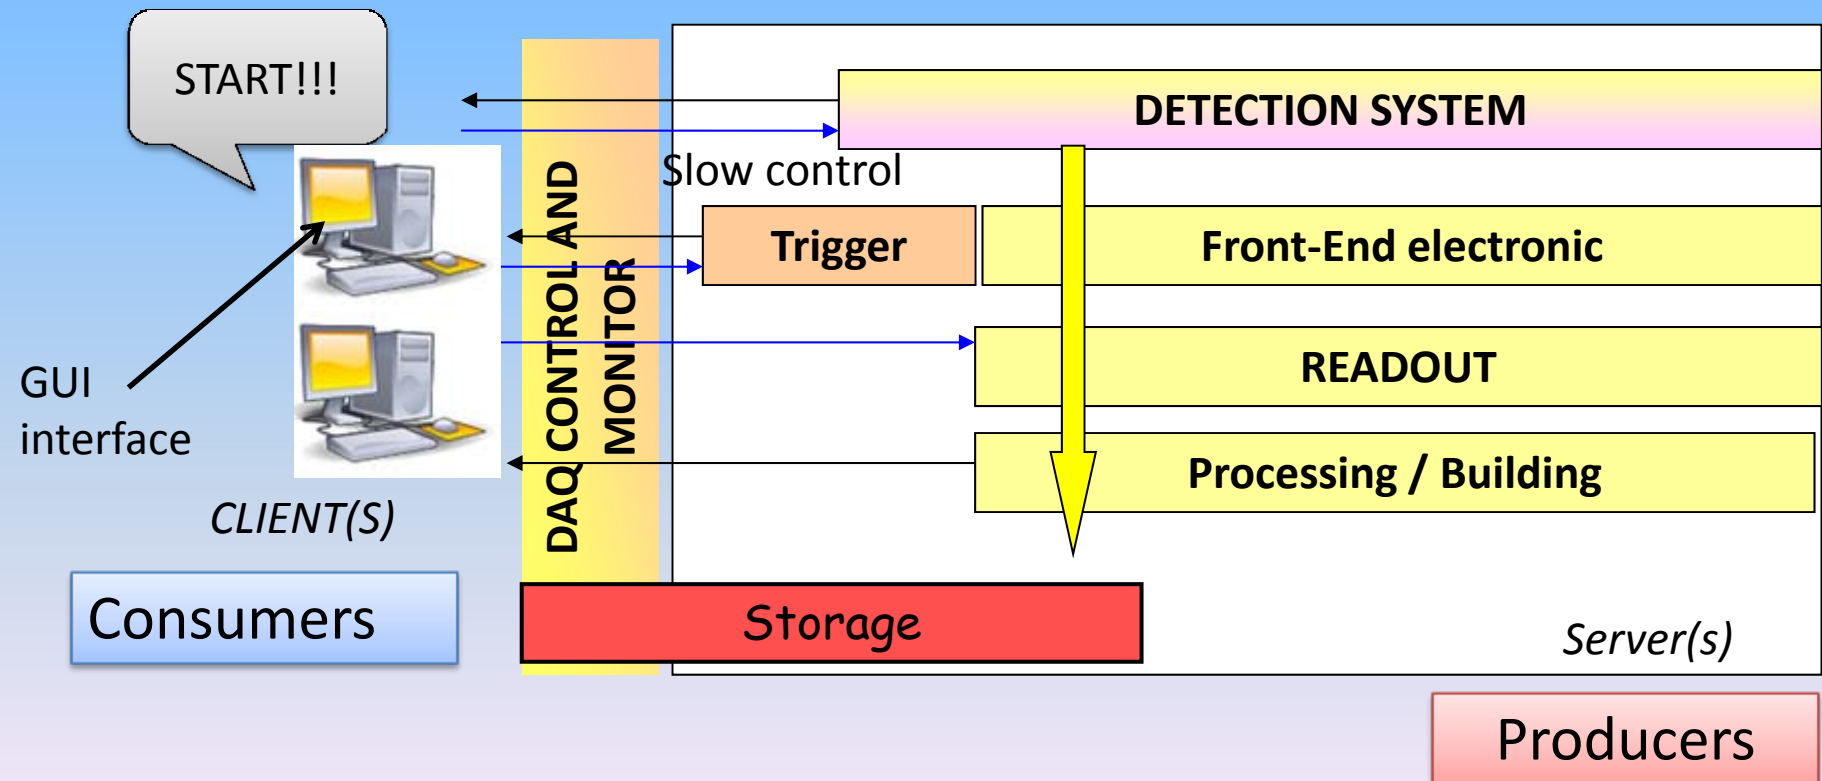 START!!!
DETECTION SYSTEM
Slow control
Trigger
Front-End electronic
DAQ CONTROL AND
MONITOR
READOUT
GUI
interface
Processing / Building
CLIENT(S)
Consumers
Storage
Server(s)
Producers